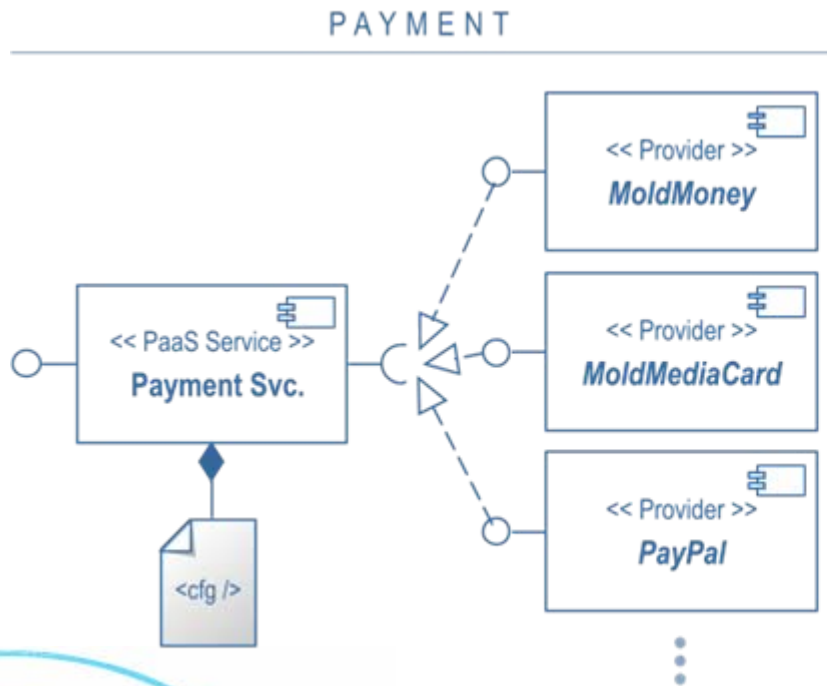 PAYMENT
<< Provider >>
MoldMoney
<< PaaS Service >>
Payment Svc.
<< Provider >>
MoldMediaCard
<< Provider >>
PayPal
<cfg />